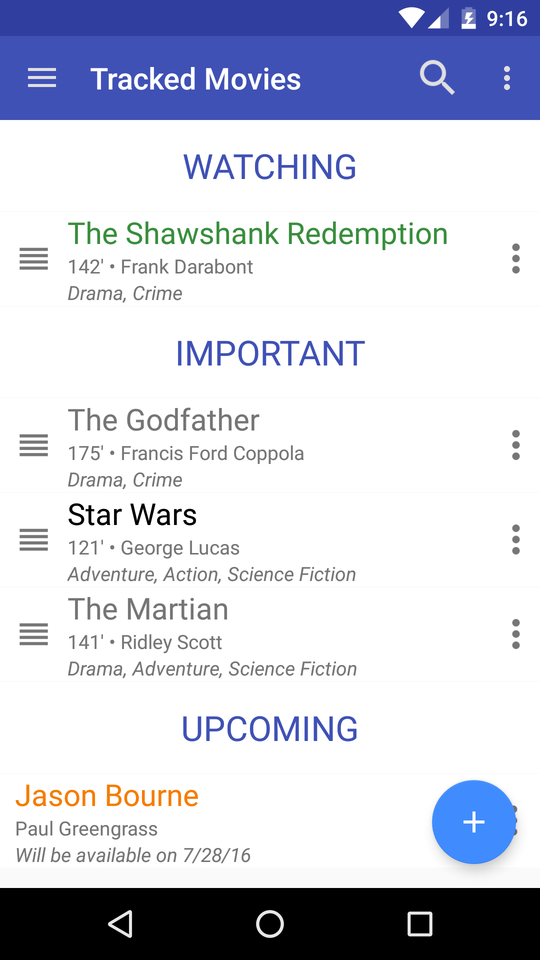 9:16
Tracked Movies
WATCHING
The Shawshank Redemption
142' • Frank Darabont
Drama, Crime
IMPORTANT
The Godfather
175' • Francis Ford Coppola
Drama, Crime
Star Wars
121' • George Lucas
Adventure, Action, Science Fiction
The Martian
141' • Ridley Scott
Drama, Adventure, Science Fiction
UPCOMING
Jason Bourne
Paul Greengrass
Will be available on 7/28/16